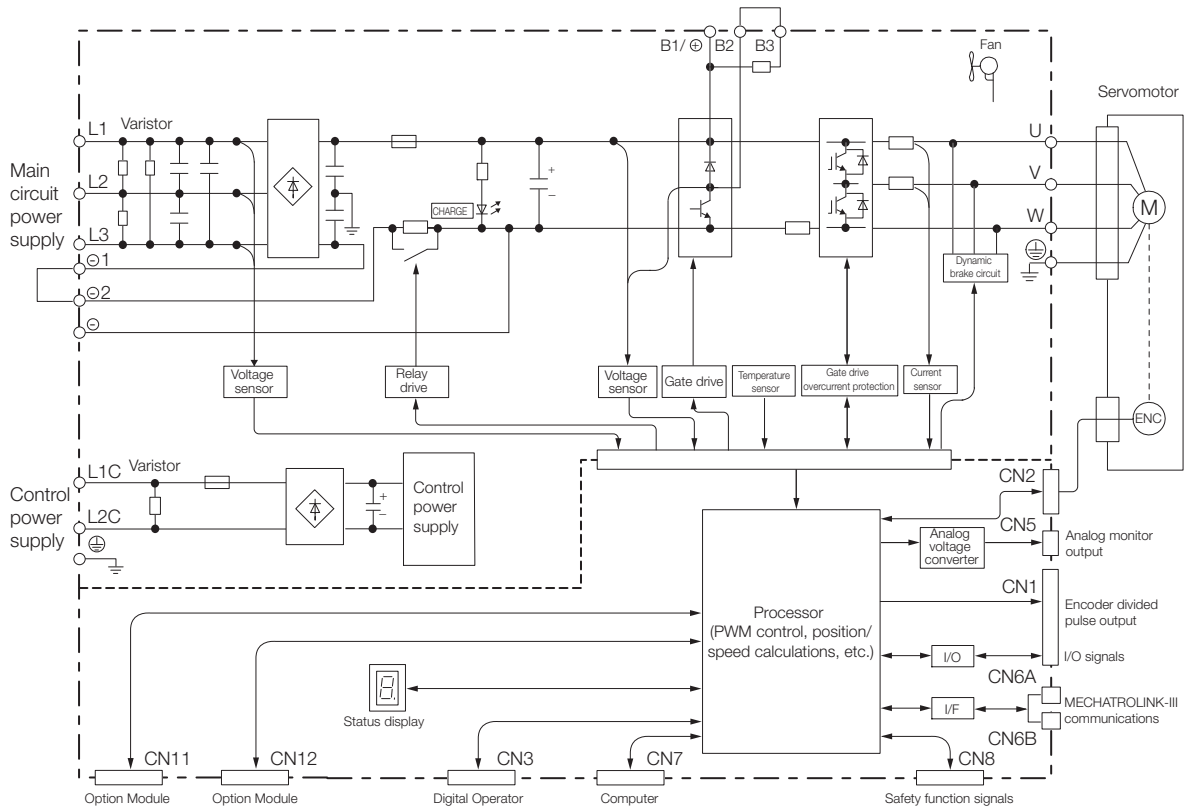 B1/ ⊕
B2
B3
Fan
Servomotor
L1
Varistor
U
Main
circuit
power
supply
L2
V
CHARGE
+
–
M
L3
W
⊖1
Dynamic
brake circuit
⊖2
⊖
Voltage
sensor
Relay
drive
Voltage
sensor
Gate drive
Temperature
sensor
Gate drive
overcurrent protection
Current
sensor
ENC
L1C
Varistor
CN2
Control
power
supply
+
–
Control
power
supply
L2C
CN5
Analog
voltage
converter
Analog monitor
output
CN1
Processor
(PWM control, position/
speed calculations, etc.)
Encoder divided
pulse output
I/O
I/O signals
CN6A
8.
Status display
I/F
MECHATROLINK-III
communications
CN6B
CN11
CN12
CN3
CN7
CN8
Option Module
Option Module
Digital Operator
Computer
Safety function signals